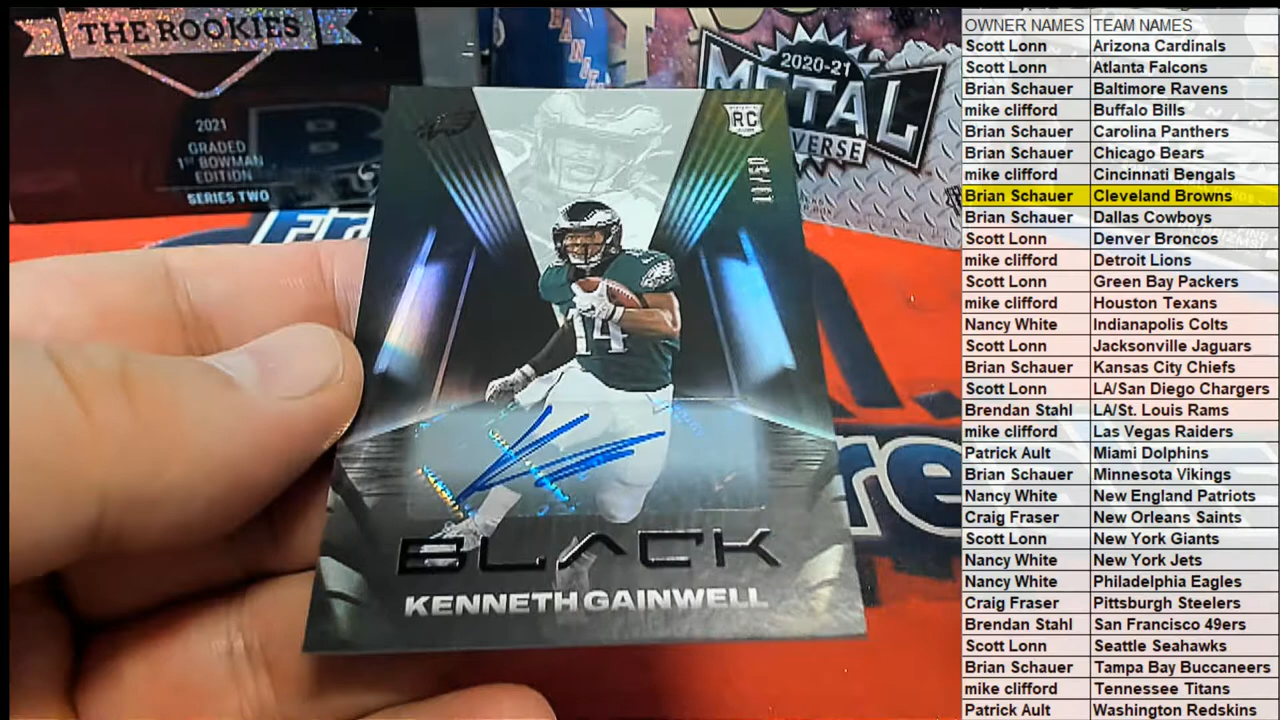 THE ROOKIES
2021
GRADED
1ST BOWMAN
EDITION
SERIES TWO
2020-21
METAL
VERSE
RC
14
BLACK
KENNETH GAINWELL
OWNER NAMES TEAM NAMES
Scott Lonn Arizona Cardinals
Scott Lonn Atlanta Falcons
Brian Schauer Baltimore Ravens
mike clifford Buffalo Bills
Brian Schauer Carolina Panthers
Brian Schauer Chicago Bears
mike clifford Cincinnati Bengals
Brian Schauer Cleveland Browns
Brian Schauer Dallas Cowboys
Scott Lonn Denver Broncos
mike clifford Detroit Lions
Scott Lonn Green Bay Packers
mike clifford Houston Texans
Nancy White Indianapolis Colts
Scott Lonn Jacksonville Jaguars
Brian Schauer Kansas City Chiefs
Scott Lonn LA/San Diego Chargers
Brendan Stahl LA/St. Louis Rams
mike clifford Las Vegas Raiders
Patrick Ault Miami Dolphins
Brian Schauer Minnesota Vikings
Nancy White New England Patriots
Craig Fraser New Orleans Saints
Scott Lonn New York Giants
Nancy White New York Jets
Nancy White Philadelphia Eagles
Craig Fraser Pittsburgh Steelers
Brendan Stahl San Francisco 49ers
Scott Lonn Seattle Seahawks
Brian Schauer Tampa Bay Buccaneers
mike clifford Tennessee Titans
Patrick Ault Washington Redskins